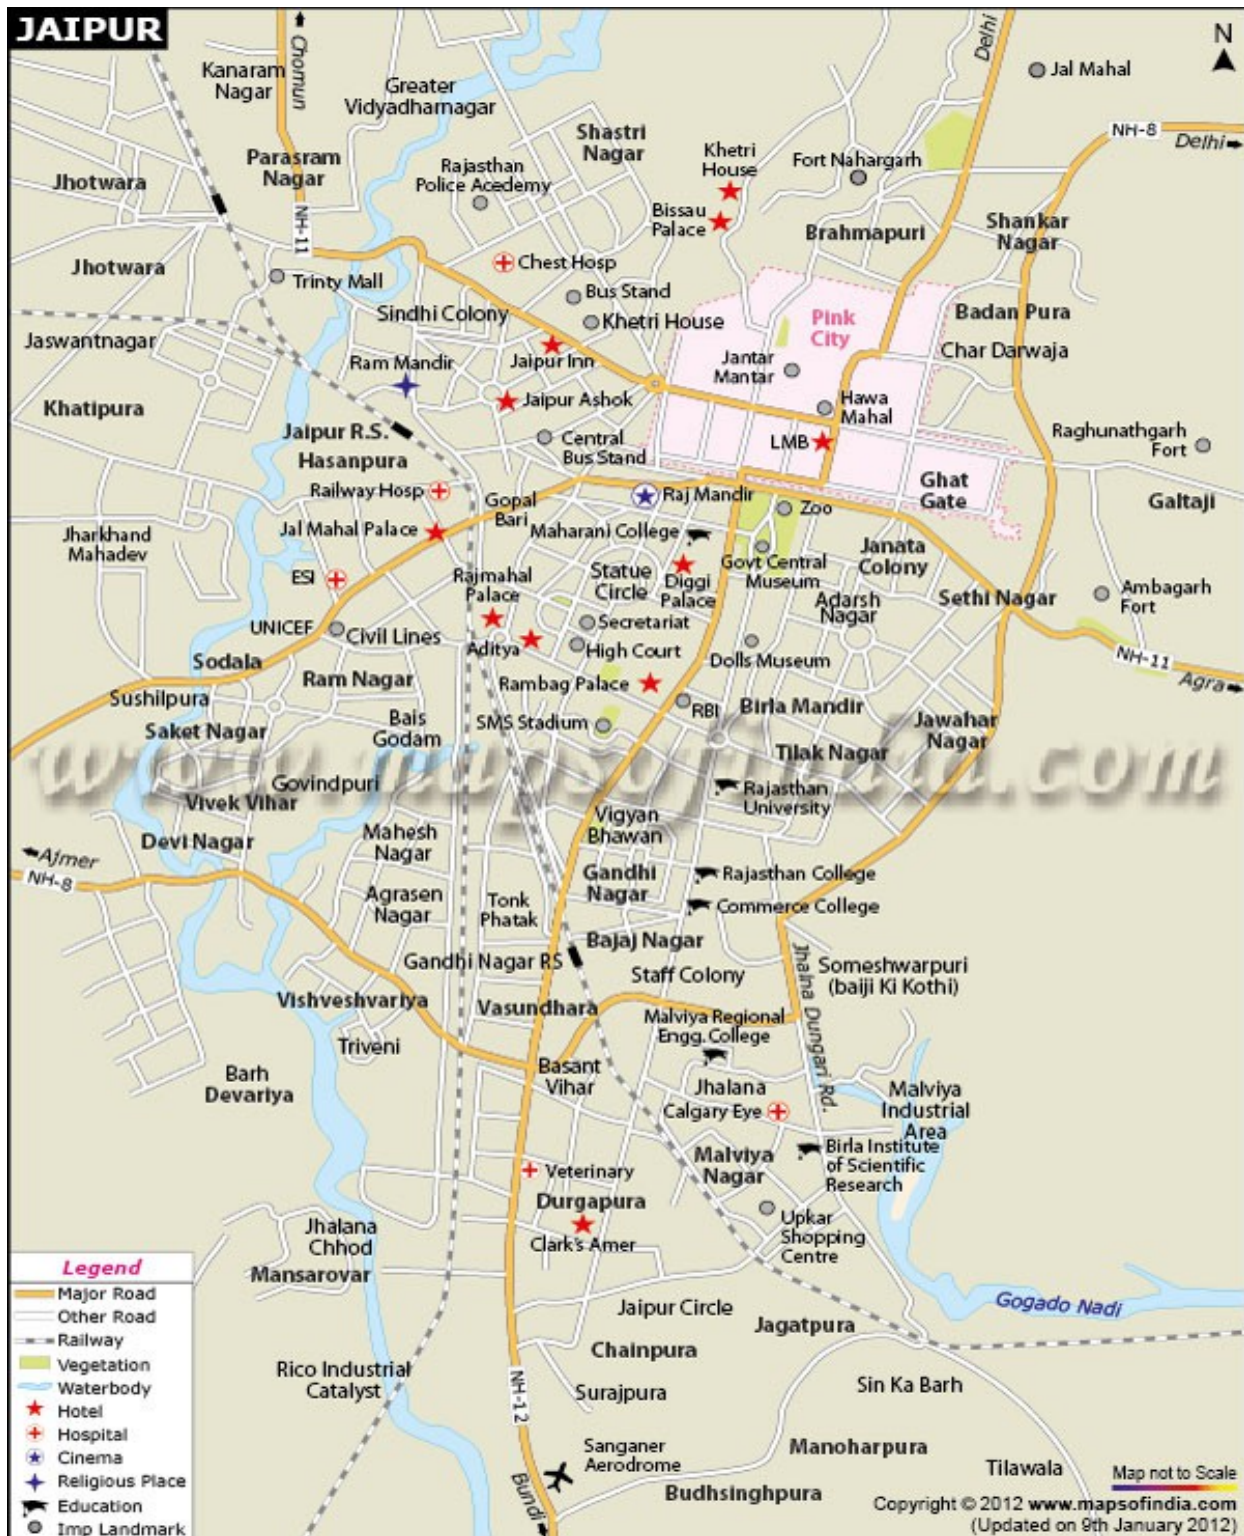 JAIPUR
N
Chomun
Delhi
Jal Mahal
Kanaram
Nagar
Greater
Vidyadharnagar
NH-8
Delhi
Shastri
Nagar
Khetri
House
Fort Nahargarh
Parasram
Nagar
Rajasthan
Police Acedemy
Jhotwara
Bissau
Palace
Brahmapuri
Shankar
Nagar
NH-11
Jhotwara
Trinty Mall
Chest Hosp
Bus Stand
Khetri House
Sindhi Colony
Pink
City
Badan Pura
Jaswantnagar
Ram Mandir
Jaipur Inn
Jantar
Mantar
Char Darwaja
Khatipura
Jaipur Ashok
Hawa
Mahal
Jaipur R.S.
Central
Bus Stand
LMB
Raghunathgarh
Fort
Hasanpura
Railway Hosp
Gopal
Bari
Raj Mandir
Zoo
Ghat
Gate
Galtaji
Jharkhand
Mahadev
Jal Mahal Palace
Maharani College
Govt Central
Museum
Janata
Colony
ESI
Rajmahal
Palace
Statue
Circle
Diggi
Palace
Adarsh
Nagar
Sethi Nagar
Ambagarh
Fort
UNICEF
Civil Lines
Secretariat
Aditya
High Court
Dolls Museum
NH-11
Agra
Sodala
Ram Nagar
Rambag Palace
Sushilpura
Saket Nagar
Bais
Godam
SMS Stadium
RBI
Birla Mandir
Jawahar
Nagar
Tilak Nagar
www.mapsofindia.com
Govindpuri
Vivek Vihar
Rajasthan
University
Devi Nagar
Mahesh
Nagar
Vigyan
Bhawan
Ajmer
NH-8
Agrasen
Nagar
Tonk
Phatak
Gandhi
Nagar
Rajasthan College
Commerce College
Bajaj Nagar
Gandhi Nagar RS
Staff Colony
Jhalna Dungari Rd.
Someshwarpuri
(baiji Ki Kothi)
Vishveshvariya
Vasundhara
Malviya Regional
Engg. College
Triveni
Barh
Devariya
Basant
Vihar
Jhalana
Calgary Eye
Malviya
Industrial
Area
Malviya
Nagar
Birla Institute
of Scientific
Research
Veterinary
Durgapura
Clark's Amer
Upkar
Shopping
Centre
Jhalana
Chhod
Mansarovar
Gogado Nadi
Jaipur Circle
Jagatpura
Chainpura
Rico Industrial
Catalyst
Surajpura
Sin Ka Barh
NH-12
Sanganer
Aerodrome
Manoharpura
Tilawala
Bundi
Budhsinghpura
Legend
Major Road
Other Road
Railway
Vegetation
Waterbody
Hotel
Hospital
Cinema
Religious Place
Education
Imp Landmark
Map not to Scale
Copyright © 2012 www.mapsofindia.com
(Updated on 9th January 2012)